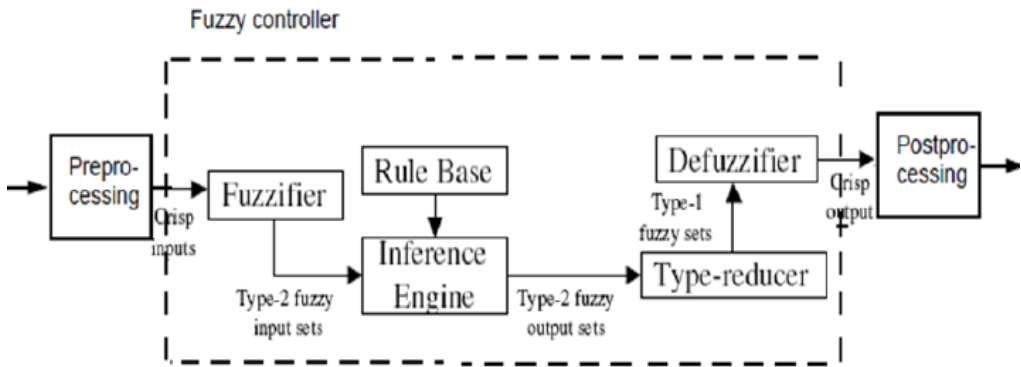 Fuzzy controller
Prepro-
cessing
Crisp
inputs
Fuzzifier
Rule Base
Inference
Engine
Type-2 fuzzy
input sets
Type-2 fuzzy
output sets
Type-reducer
Type-1
fuzzy sets
Defuzzifier
Crisp
output
Postpro-
cessing